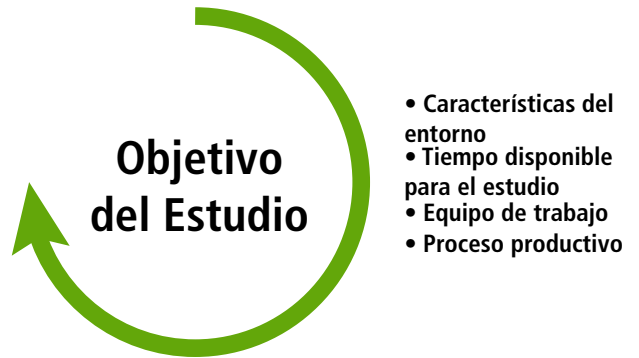 Objetivo
del Estudio
• Características del
entorno
• Tiempo disponible
para el estudio
• Equipo de trabajo
• Proceso productivo